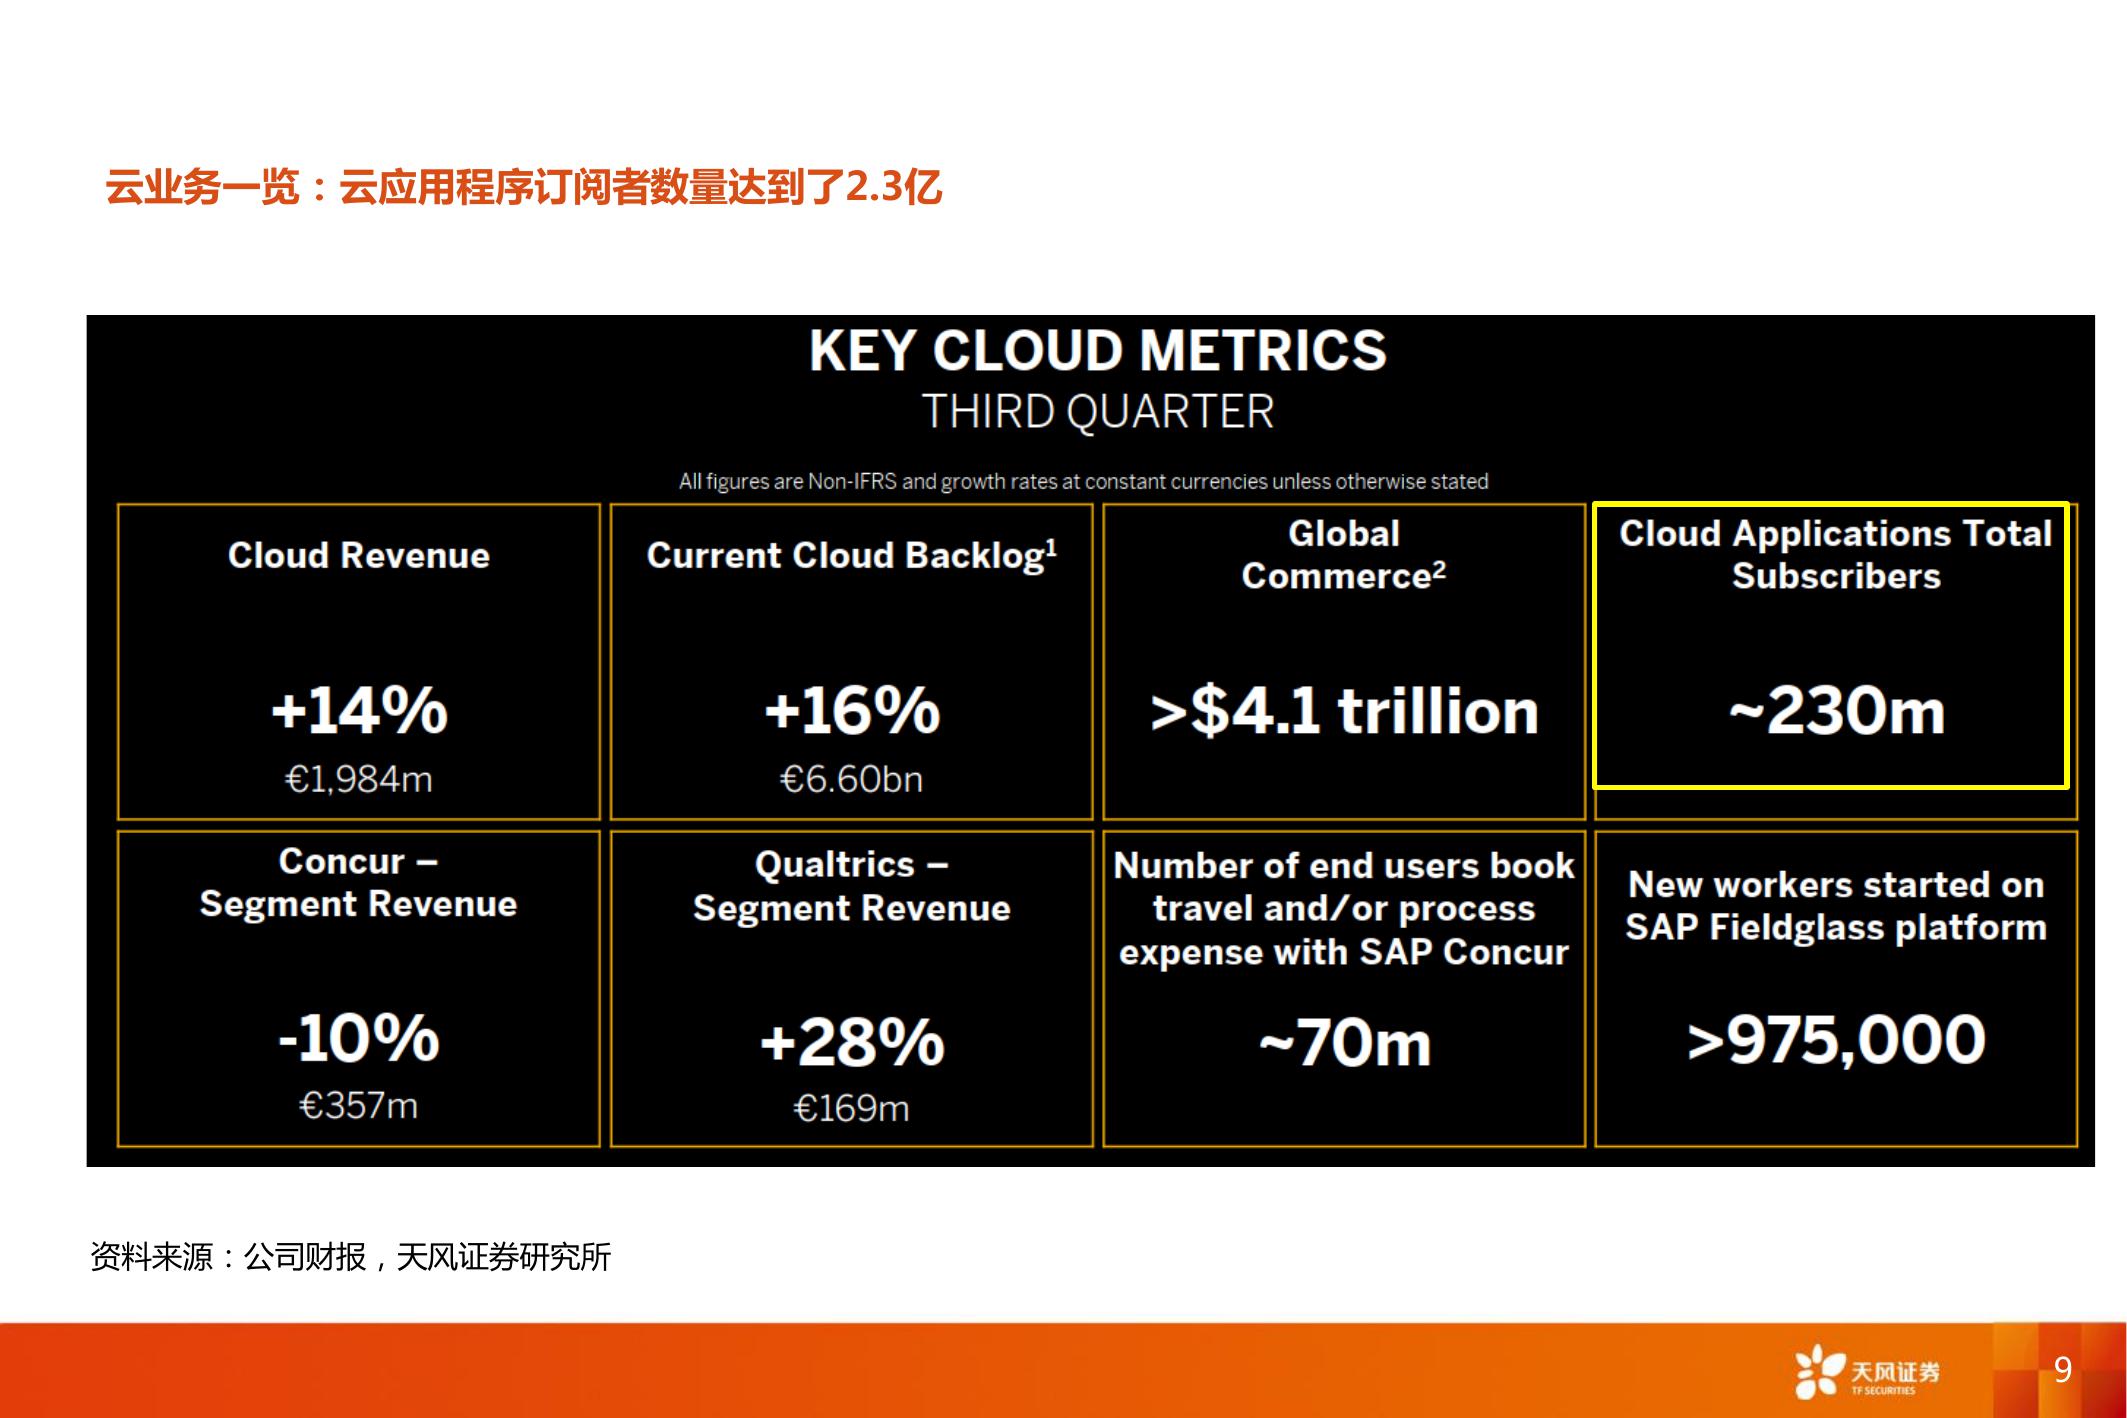 云业务一览：云应用程序订阅者数量达到了2.3亿
KEY CLOUD METRICS
THIRD QUARTER
All figures are Non-IFRS and growth rates at constant currencies unless otherwise stated
Cloud Revenue
+14%
€1,984m
Current Cloud Backlog¹
+16%
€6.60bn
Global
Commerce²
>$4.1 trillion
Cloud Applications Total
Subscribers
~230m
Concur –
Segment Revenue
-10%
€357m
Qualtrics –
Segment Revenue
+28%
€169m
Number of end users book
travel and/or process
expense with SAP Concur
~70m
New workers started on
SAP Fieldglass platform
>975,000
资料来源：公司财报，天风证券研究所
天风证券
TF SECURITIES
9